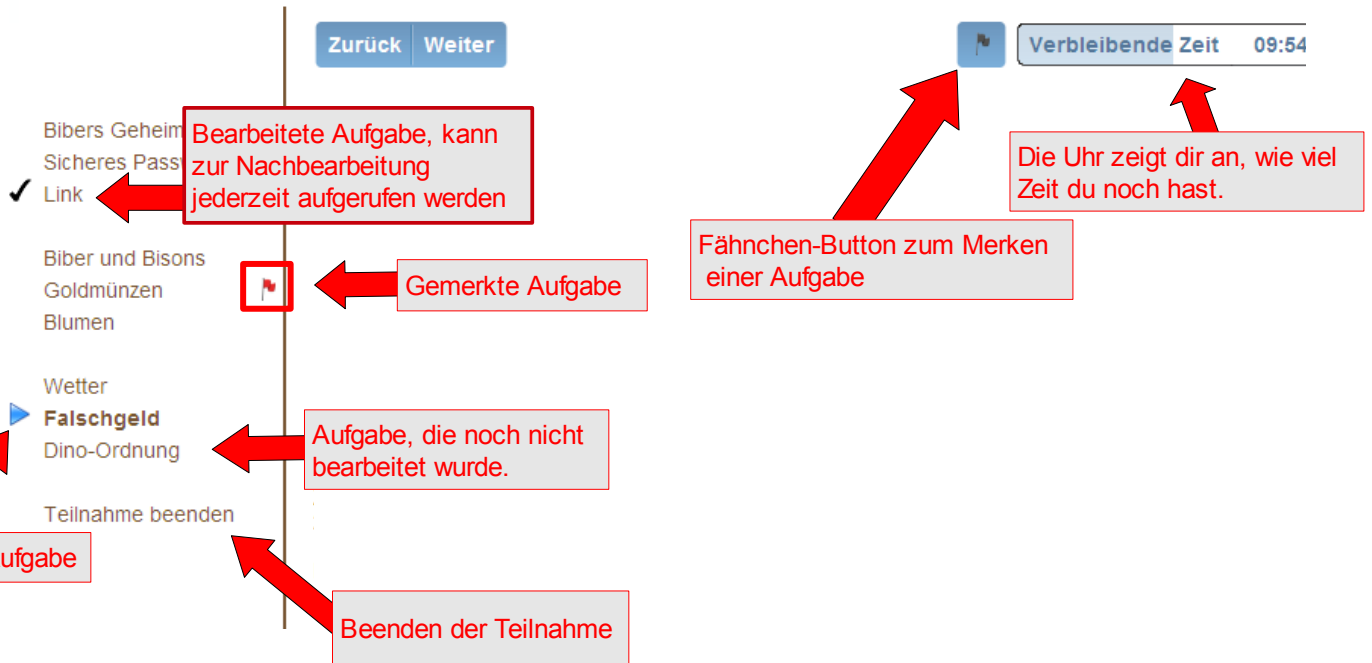 Zurück Weiter
Verbleibende Zeit 09:54
Bibers Geheim
Sicheres Passw
Link
Bearbeitete Aufgabe, kann
zur Nachbearbeitung
jederzeit aufgerufen werden
Die Uhr zeigt dir an, wie viel
Zeit du noch hast.
Fähnchen-Button zum Merken
einer Aufgabe
Biber und Bisons
Goldmünzen
Blumen
Gemerkte Aufgabe
Wetter
Falschgeld
Dino-Ordnung
Aufgabe, die noch nicht
bearbeitet wurde.
Teilnahme beenden
ufgabe
Beenden der Teilnahme